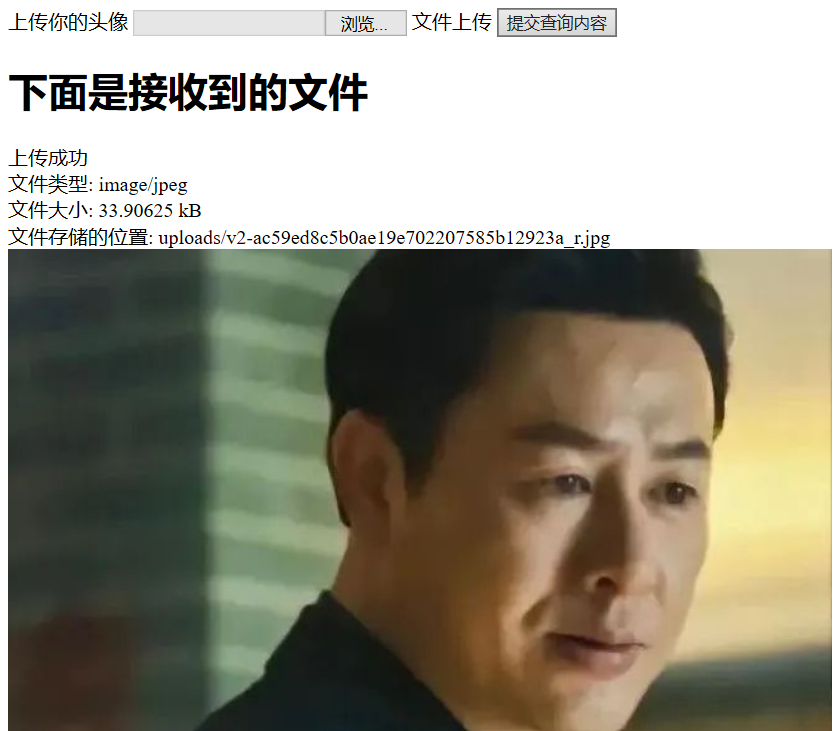 上传你的头像 浏览... 文件上传 提交查询内容
下面是接收到的文件
上传成功
文件类型: image/jpeg
文件大小: 33.90625 kB
文件存储的位置: uploads/v2-ac59ed8c5b0ae19e702207585b12923a_r.jpg